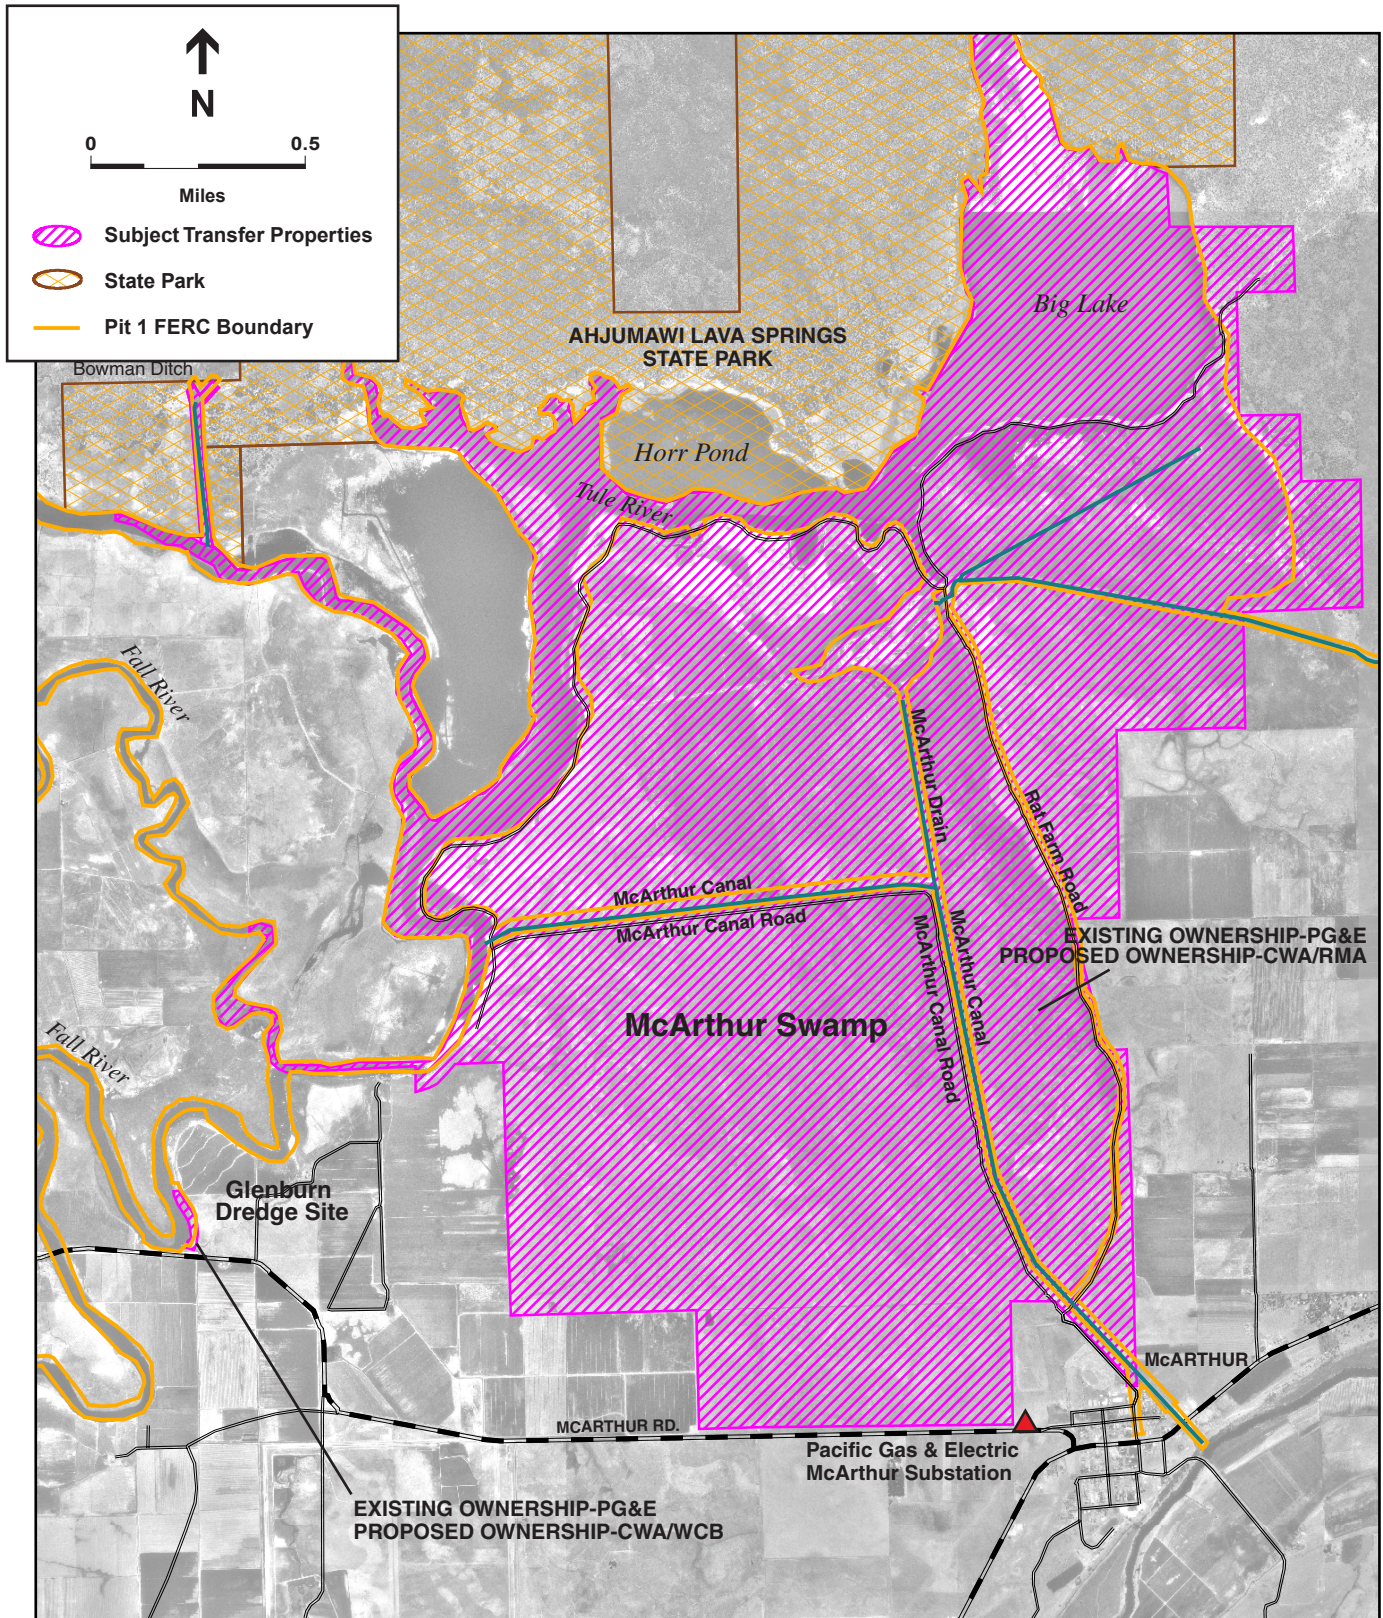 N
0
0.5
Miles
Subject Transfer Properties
State Park
Pit 1 FERC Boundary
Bowman Ditch
AHJUMAWI LAVA SPRINGS
STATE PARK
Big Lake
Horr Pond
Tule River
Fall River
McArthur Drain
Rat Farm Road
McArthur Canal
McArthur Canal Road
McArthur Canal
McArthur Canal Road
EXISTING OWNERSHIP-PG&E
PROPOSED OWNERSHIP-CWA/RMA
McArthur Swamp
Fall River
Glenburn
Dredge Site
McARTHUR
MCARTHUR RD.
Pacific Gas & Electric
McArthur Substation
EXISTING OWNERSHIP-PG&E
PROPOSED OWNERSHIP-CWA/WCB